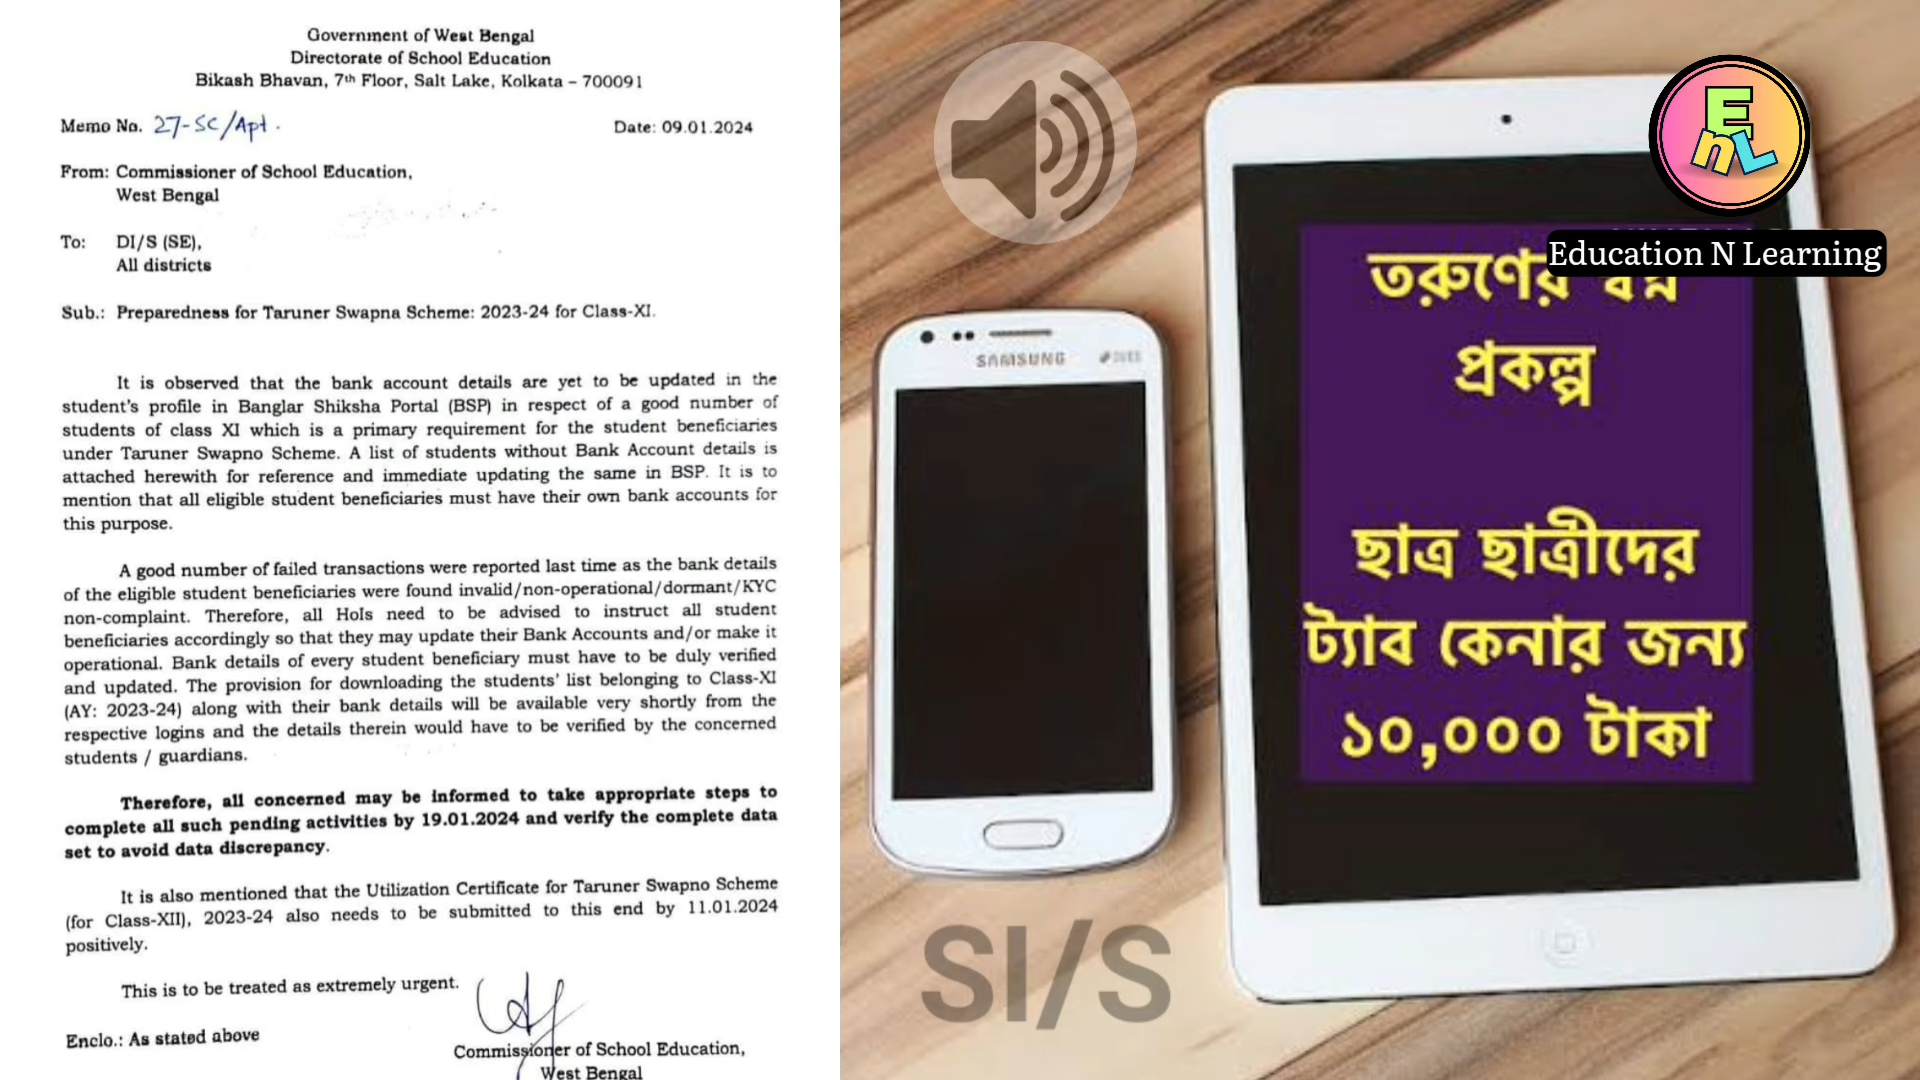 Government of West Bengal
Directorate of School Education
Bikash Bhavan, 7th Floor, Salt Lake, Kolkata – 700091
Memo No. 27-SC/Apt.
Date: 09.01.2024
From: Commissioner of School Education,
West Bengal
To: DI/S (SE),
All districts
Sub.: Preparedness for Taruner Swapna Scheme: 2023-24 for Class-XI.
It is observed that the bank account details are yet to be updated in the
student's profile in Banglar Shiksha Portal (BSP) in respect of a good number of
students of class XI which is a primary requirement for the student beneficiaries
under Taruner Swapno Scheme. A list of students without Bank Account details is
attached herewith for reference and immediate updating the same in BSP. It is to
mention that all eligible student beneficiaries must have their own bank accounts for
this purpose.
A good number of failed transactions were reported last time as the bank details
of the eligible student beneficiaries were found invalid/non-operational/dormant/KYC
non-complaint. Therefore, all HoIs need to be advised to instruct all student
beneficiaries accordingly so that they may update their Bank Accounts and/or make it
operational. Bank details of every student beneficiary must have to be duly verified
and updated. The provision for downloading the students' list belonging to Class-XI
(AY: 2023-24) along with their bank details will be available very shortly from the
respective logins and the details therein would have to be verified by the concerned
students / guardians.
Therefore, all concerned may be informed to take appropriate steps to
complete all such pending activities by 19.01.2024 and verify the complete data
set to avoid data discrepancy.
It is also mentioned that the Utilization Certificate for Taruner Swapno Scheme
(for Class-XII), 2023-24 also needs to be submitted to this end by 11.01.2024
positively.
This is to be treated as extremely urgent.
Enclo.: As stated above
Commissioner of School Education,
West Bengal
SAMSUNG
DUOS
EnL
Education N Learning
তরুণের স্বপ্ন
প্রকল্প
ছাত্র ছাত্রীদের
ট্যাব কেনার জন্য
১০,০০০ টাকা
SI/S